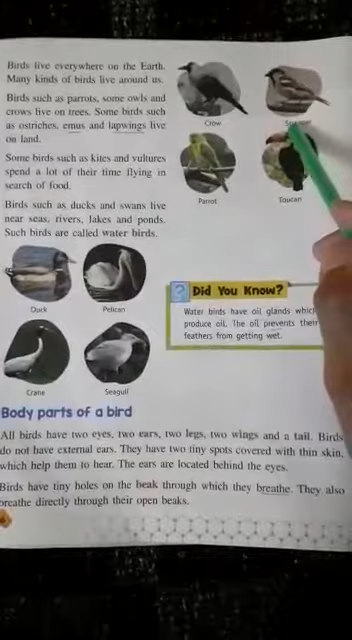 Birds live everywhere on the Earth.
Many kinds of birds live around us.
Birds such as parrots, some owls and
crows live on trees. Some birds such
as ostriches, emus and lapwings live
on land.
Some birds such as kites and vultures
spend a lot of their time flying in
search of food.
Birds such as ducks and swans live
near seas, rivers, lakes and ponds.
Such birds are called water birds.
Crow
Parrot
Toucan
Duck
Pelican
Crane
Seagull
? Did You Know?
Water birds have oil glands which
produce oil. The oil prevents their
feathers from getting wet.
Body parts of a bird
All birds have two eyes, two ears, two legs, two wings and a tail. Birds
do not have external ears. They have two tiny spots covered with thin skin,
which help them to hear. The ears are located behind the eyes.
Birds have tiny holes on the beak through which they breathe. They also
breathe directly through their open beaks.